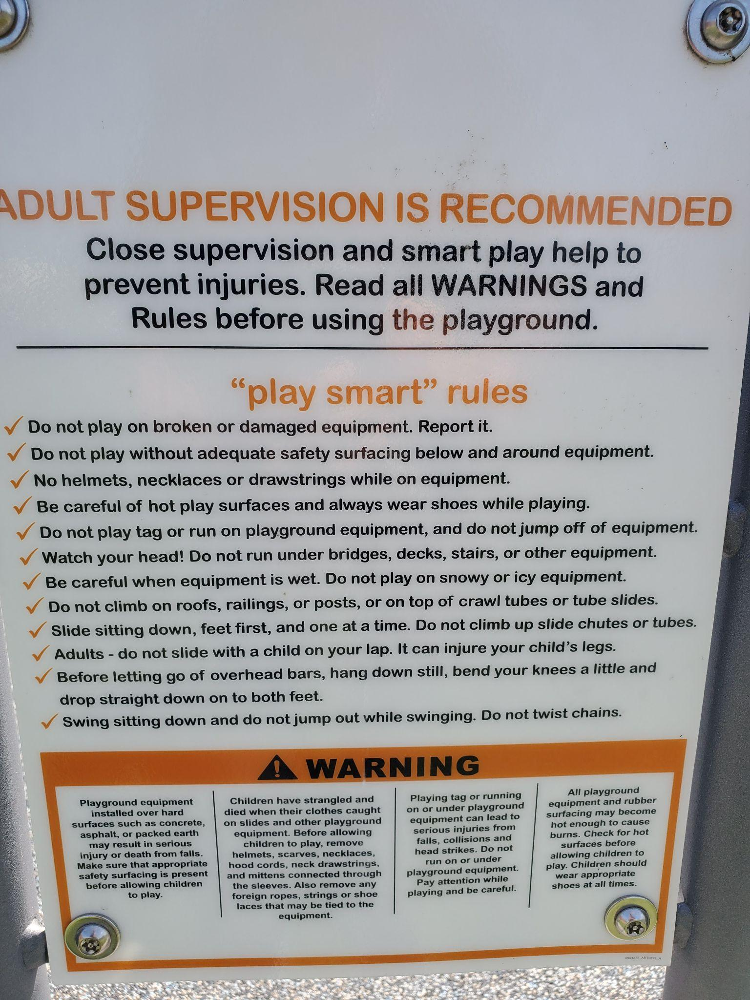 ADULT SUPERVISION IS RECOMMENDED
Close supervision and smart play help to
prevent injuries. Read all WARNINGS and
Rules before using the playground.
“play smart” rules
✓ Do not play on broken or damaged equipment. Report it.
✓ Do not play without adequate safety surfacing below and around equipment.
✓ No helmets, necklaces or drawstrings while on equipment.
✓ Be careful of hot play surfaces and always wear shoes while playing.
✓ Do not play tag or run on playground equipment, and do not jump off of equipment.
✓ Watch your head! Do not run under bridges, decks, stairs, or other equipment.
✓ Be careful when equipment is wet. Do not play on snowy or icy equipment.
✓ Do not climb on roofs, railings, or posts, or on top of crawl tubes or tube slides.
✓ Slide sitting down, feet first, and one at a time. Do not climb up slide chutes or tubes.
✓ Adults - do not slide with a child on your lap. It can injure your child’s legs.
✓ Before letting go of overhead bars, hang down still, bend your knees a little and
drop straight down on to both feet.
✓ Swing sitting down and do not jump out while swinging. Do not twist chains.
WARNING
Playground equipment
installed over hard
surfaces such as concrete,
asphalt, or packed earth
may result in serious
injury or death from falls.
Make sure that appropriate
safety surfacing is present
before allowing children
to play.
Children have strangled and
died when their clothes caught
on slides and other playground
equipment. Before allowing
children to play, remove
helmets, scarves, necklaces,
hood cords, neck drawstrings,
and mittens connected through
the sleeves. Also remove any
foreign ropes, strings or shoe
laces that may be tied to the
equipment.
Playing tag or running
on or under playground
equipment can lead to
serious injuries from
falls, collisions and
head strikes. Do not
run on or under
playground equipment.
Pay attention while
playing and be careful.
All playground
equipment and rubber
surfacing may become
hot enough to cause
burns. Check for hot
surfaces before
allowing children to
play. Children should
wear appropriate
shoes at all times.
0924375_ART0374_A